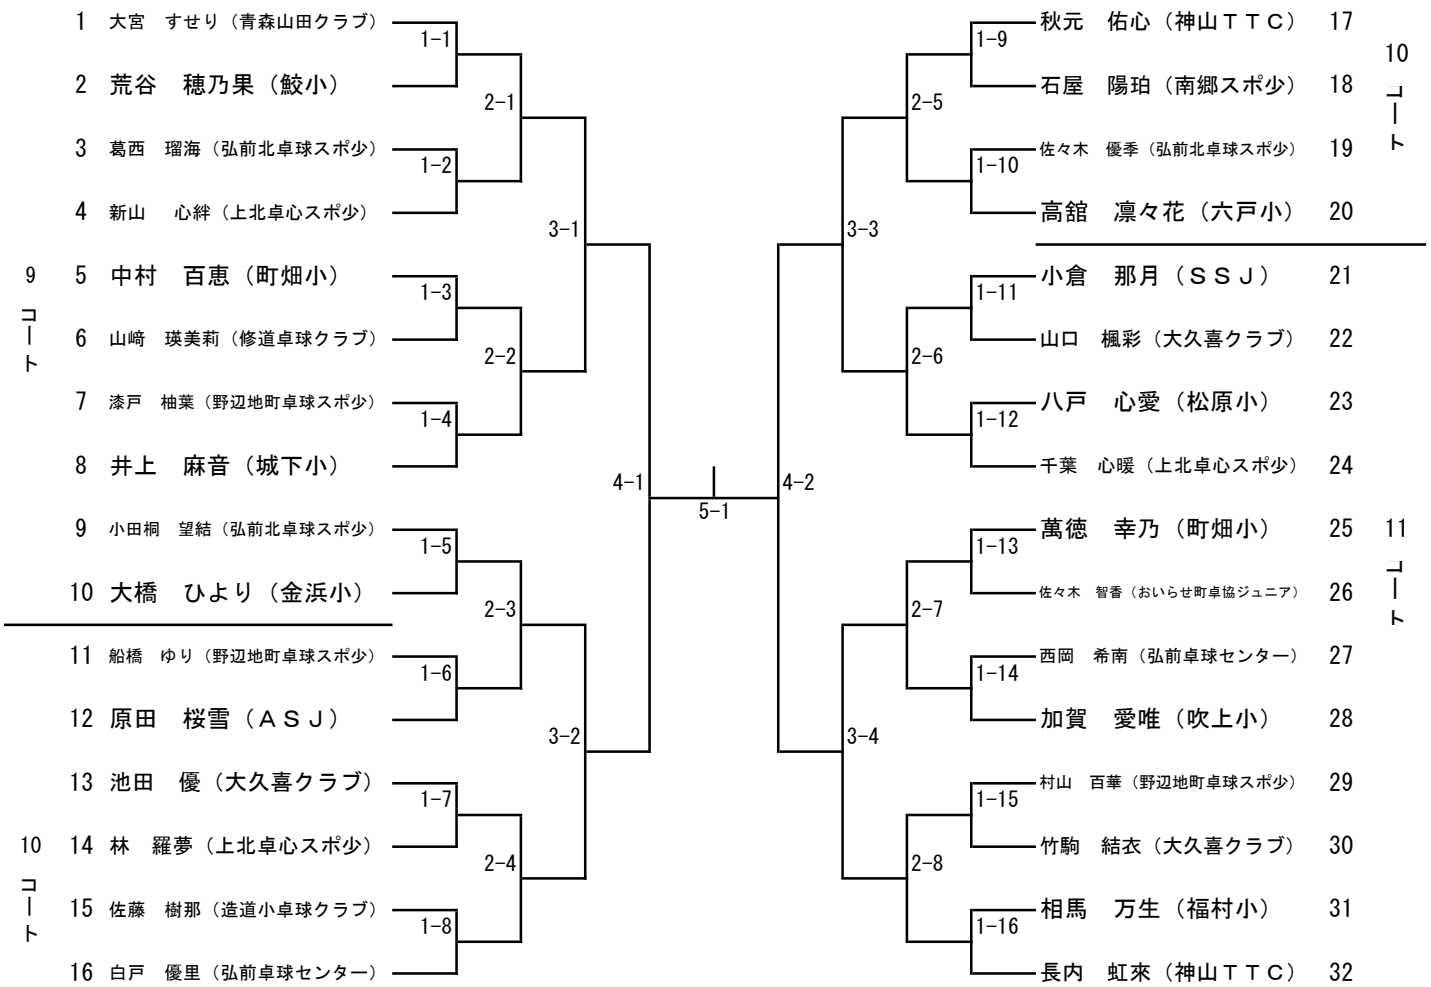 1 大宮　すせり（青森山田クラブ）
1-1
2 荒谷　穂乃果（鮫小）
2-1
3 葛西　瑠海（弘前北卓球スポ少）
1-2
4 新山　心絆（上北卓心スポ少）
3-1
9コート
5 中村　百恵（町畑小）
1-3
6 山﨑　瑛美莉（修道卓球クラブ）
2-2
7 漆戸　柚葉（野辺地町卓球スポ少）
1-4
8 井上　麻音（城下小）
4-1
9 小田桐　望結（弘前北卓球スポ少）
1-5
10 大橋　ひより（金浜小）
2-3
11 船橋　ゆり（野辺地町卓球スポ少）
1-6
12 原田　桜雪（ＡＳＪ）
3-2
13 池田　優（大久喜クラブ）
1-7
10コート
14 林　羅夢（上北卓心スポ少）
2-4
15 佐藤　樹那（造道小卓球クラブ）
1-8
16 白戸　優里（弘前卓球センター）
5-1
秋元　佑心（神山ＴＴＣ） 17
1-9
10コート
石屋　陽珀（南郷スポ少） 18
2-5
佐々木　優季（弘前北卓球スポ少） 19
1-10
高舘　凛々花（六戸小） 20
3-3
小倉　那月（ＳＳＪ） 21
1-11
山口　楓彩（大久喜クラブ） 22
2-6
八戸　心愛（松原小） 23
1-12
千葉　心暖（上北卓心スポ少） 24
4-2
萬徳　幸乃（町畑小） 25
1-13
11コート
佐々木　智香（おいらせ町卓協ジュニア） 26
2-7
西岡　希南（弘前卓球センター） 27
1-14
加賀　愛唯（吹上小） 28
3-4
村山　百華（野辺地町卓球スポ少） 29
1-15
竹駒　結衣（大久喜クラブ） 30
2-8
相馬　万生（福村小） 31
1-16
長内　虹來（神山ＴＴＣ） 32